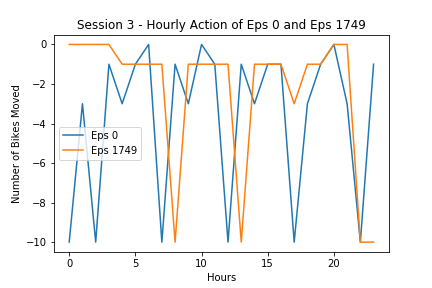 Session 3 - Hourly Action of Eps 0 and Eps 1749
Number of Bikes Moved
0
−2
−4
−6
−8
−10
Eps 0
Eps 1749
0
5
10
15
20
Hours